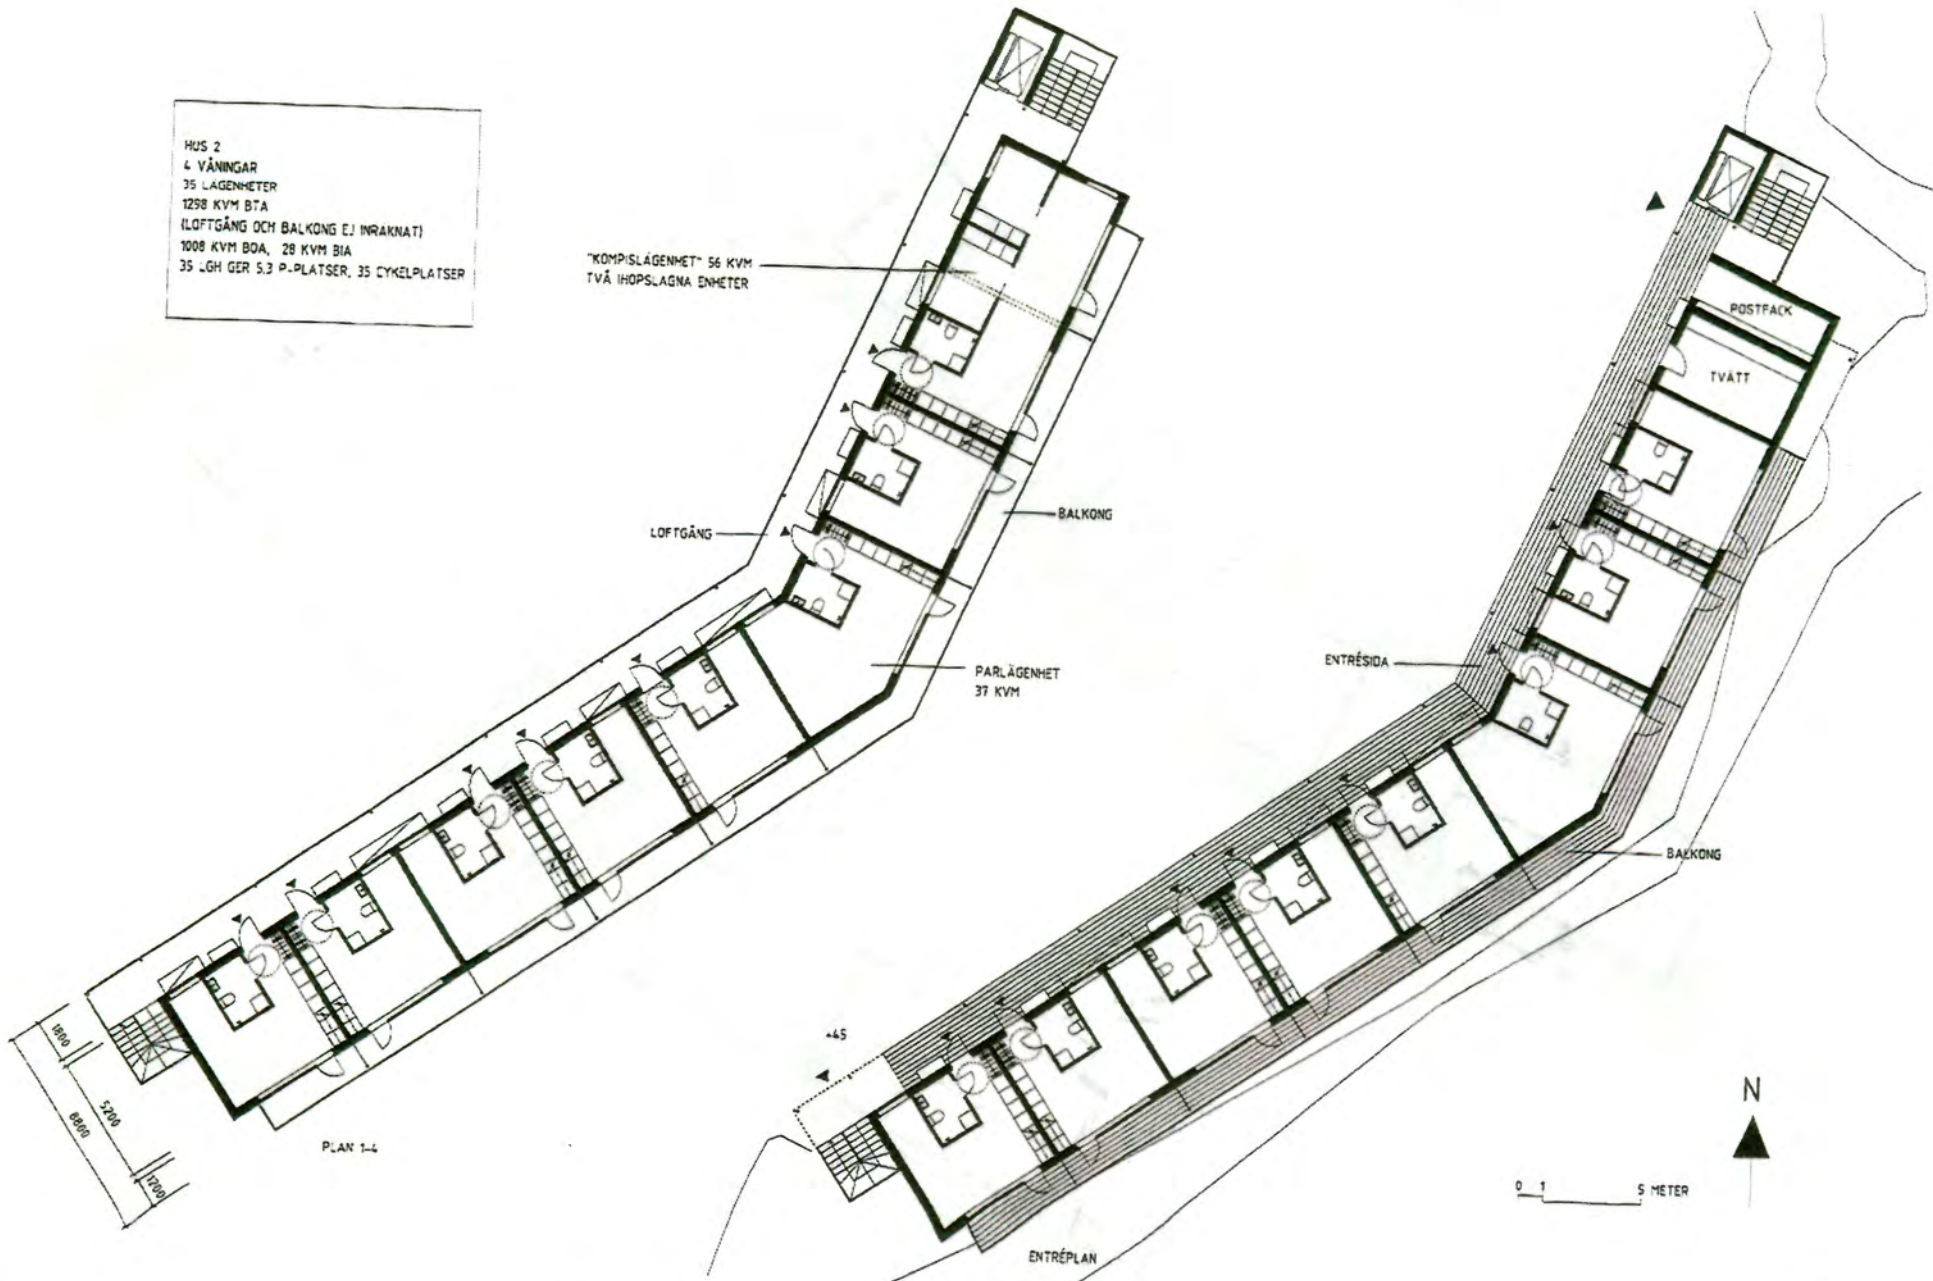 HUS 2
4 VÅNINGAR
35 LÄGENHETER
1298 KVM BTA
(LOFTGÅNG OCH BALKONG EJ INRÄKNAT)
1008 KVM BOA, 28 KVM BIA
35 LGH GER 5.3 P-PLATSER, 35 CYKELPLATSER
"KOMPISLÄGENHET" 56 KVM
TVÅ IHOPSLAGNA ENHETER
LOFTGÅNG
BALKONG
PARLÄGENHET
37 KVM
1800
5200
8800
1200
PLAN 1-4
POSTFACK
TVÄTT
ENTRÉSIDA
BALKONG
+45
ENTRÉPLAN
N
0 1 5 METER